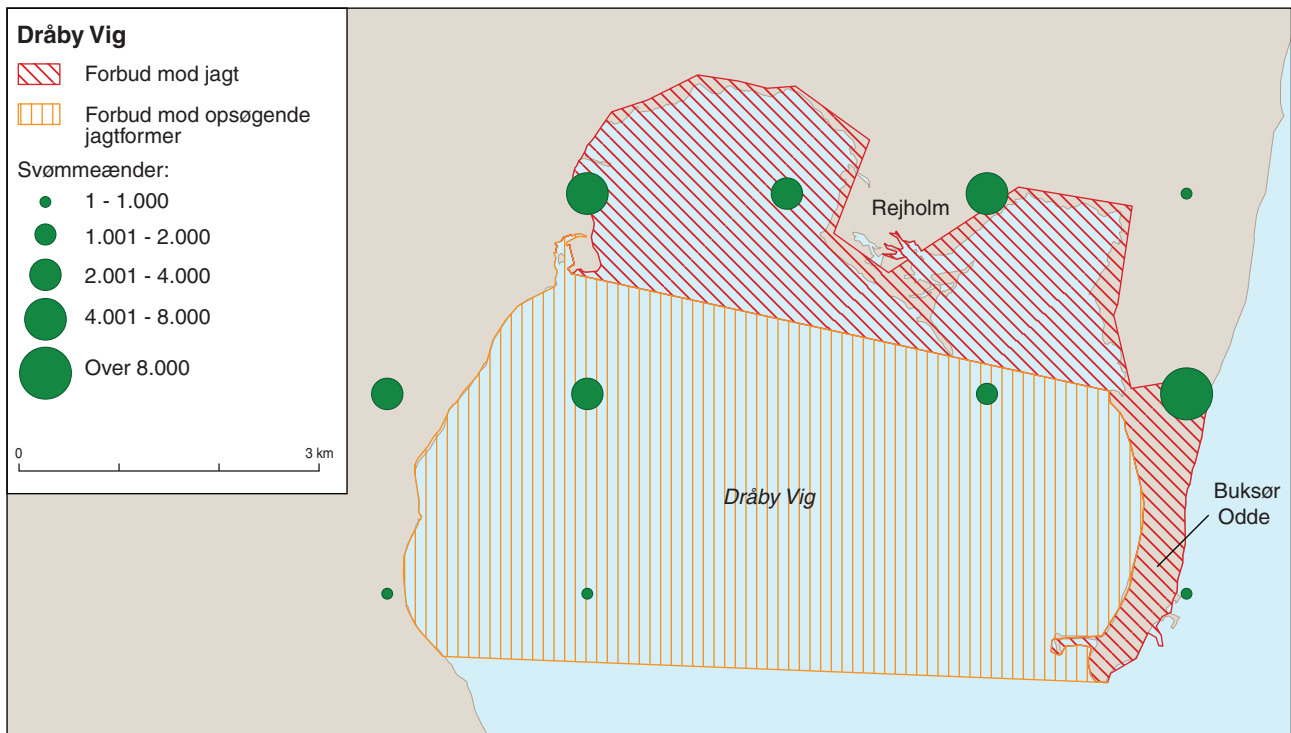 Dråby Vig
Forbud mod jagt
Forbud mod opsøgende
jagtformer
Svømmeænder:
1 - 1.000
1.001 - 2.000
2.001 - 4.000
4.001 - 8.000
Over 8.000
0 3 km
Rejholm
Dråby Vig
Buksør
Odde